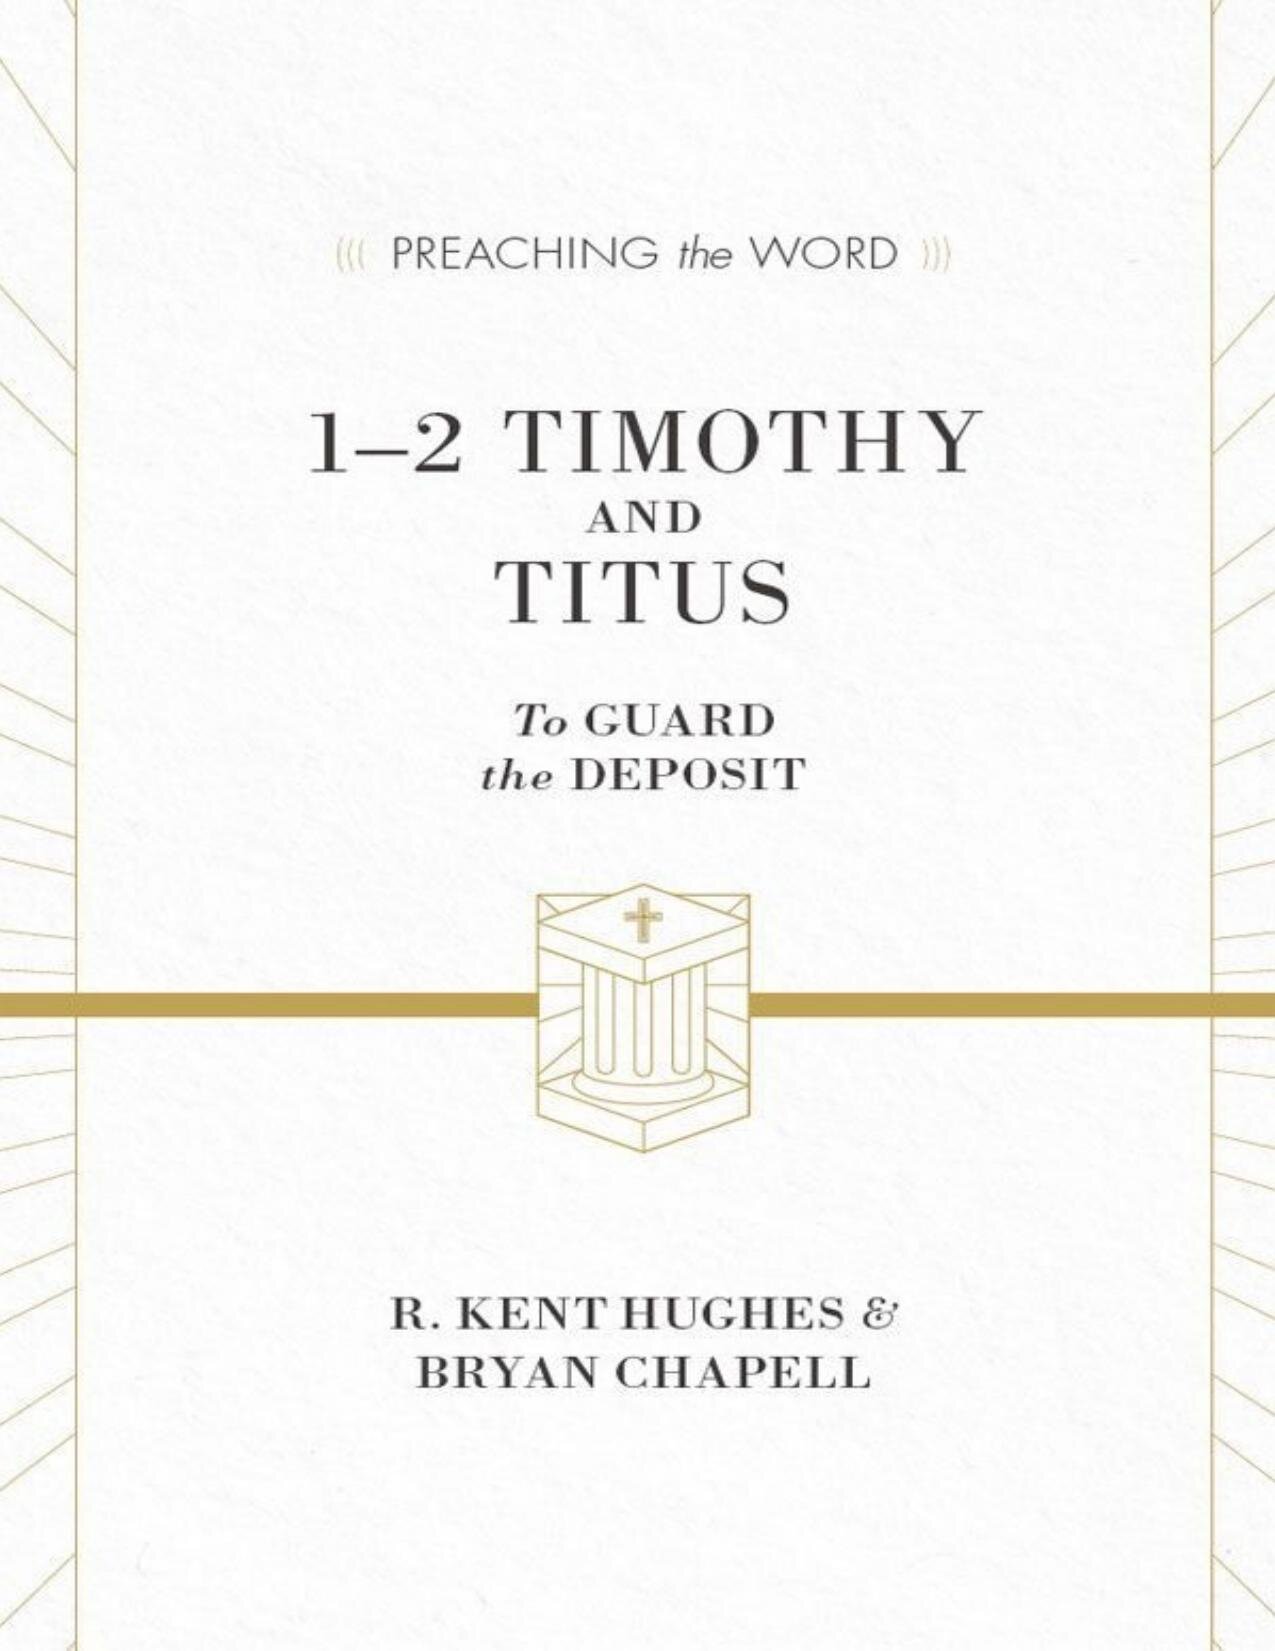 PREACHING the WORD
1–2 TIMOTHY
AND
TITUS
To GUARD
the DEPOSIT
R. KENT HUGHES &
BRYAN CHAPELL